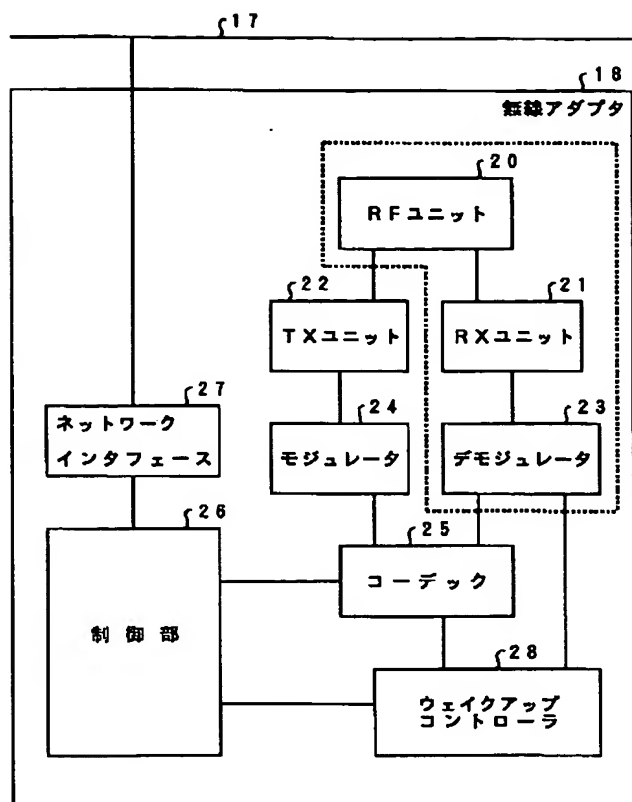 17
18
無線アダプタ
20
RFユニット
22
21
TXユニット
RXユニット
27
24
23
ネットワーク
インタフェース
モジュレータ
デモジュレータ
26
25
コーデック
制御部
28
ウェイクアップ
コントローラ